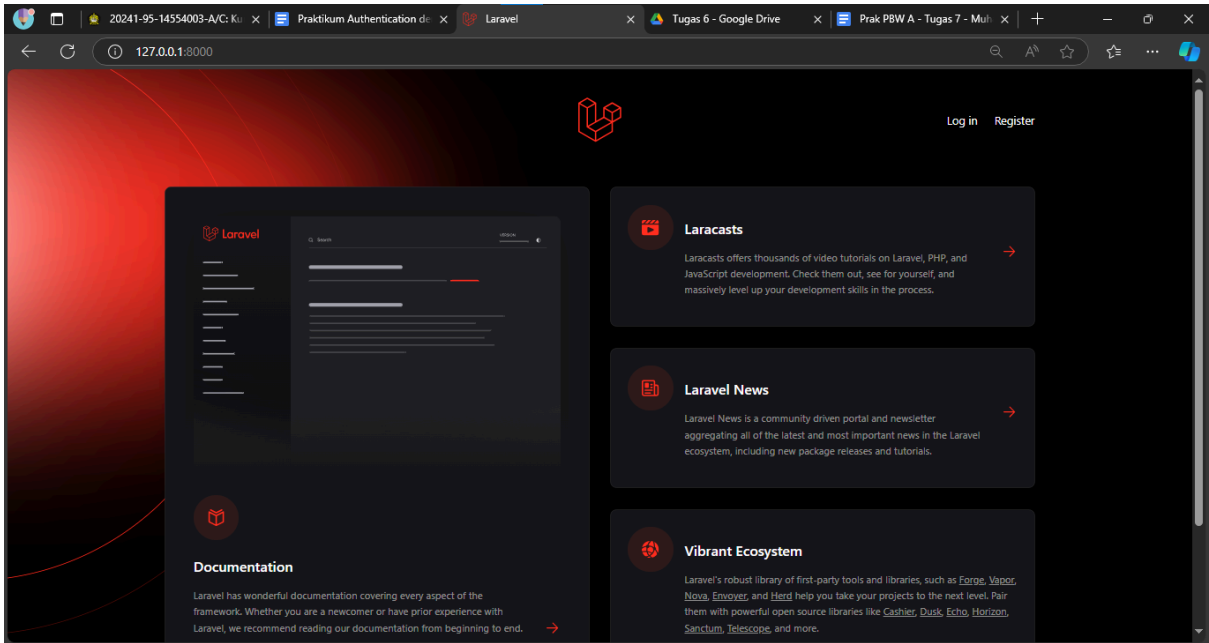 20241-95-14554003-A/C: Ku
Praktikum Authentication de
Laravel
Tugas 6 - Google Drive
Prak PBW A - Tugas 7 - Muh
127.0.0.1:8000
Log in Register
Laravel
Search
VERSION
Documentation
Laravel has wonderful documentation covering every aspect of the
framework. Whether you are a newcomer or have prior experience with
Laravel, we recommend reading our documentation from beginning to end.
Laracasts
Laracasts offers thousands of video tutorials on Laravel, PHP, and
JavaScript development. Check them out, see for yourself, and
massively level up your development skills in the process.
Laravel News
Laravel News is a community driven portal and newsletter
aggregating all of the latest and most important news in the Laravel
ecosystem, including new package releases and tutorials.
Vibrant Ecosystem
Laravel's robust library of first-party tools and libraries, such as Forge, Vapor,
Nova, Envoyer, and Herd help you take your projects to the next level. Pair
them with powerful open source libraries like Cashier, Dusk, Echo, Horizon,
Sanctum, Telescope, and more.